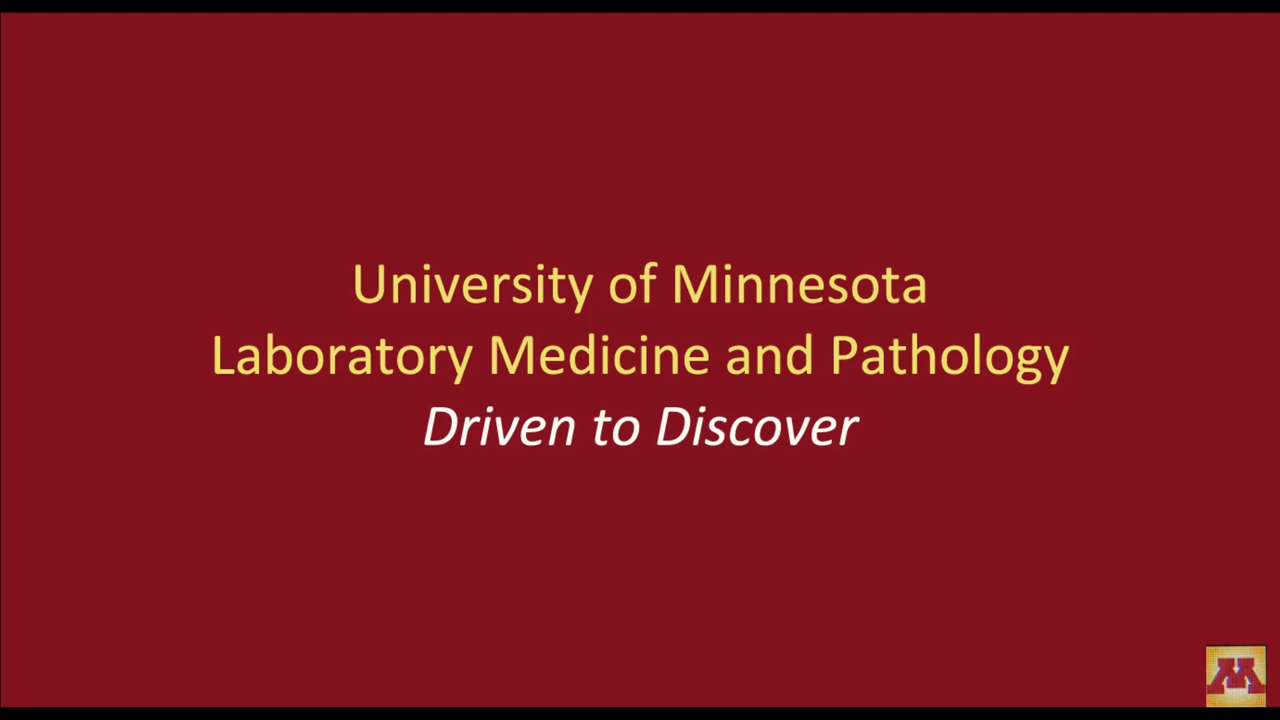 University of Minnesota
Laboratory Medicine and Pathology
Driven to Discover
M